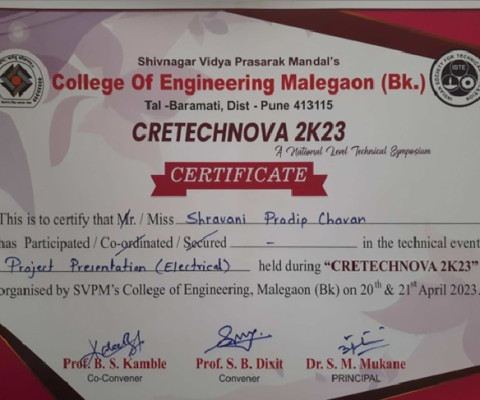 Shivnagar Vidya Prasarak Mandal's
College Of Engineering Malegaon (Bk.)
Tal -Baramati, Dist - Pune 413115
CRETECHNOVA 2K23
A National Level Technical Symposium
CERTIFICATE
This is to certify that Mr. / Miss Shravani Pradip Chavan
has Participated / Co-ordinated / Secured - in the technical event
Project Presentation (Electrical) held during “CRETECHNOVA 2K23”
organised by SVPM's College of Engineering, Malegaon (Bk) on 20th & 21st April 2023.
Prof. B. S. Kamble Prof. S. B. Dixit Dr. S. M. Mukane
Co-Convener Convener PRINCIPAL
ISTE